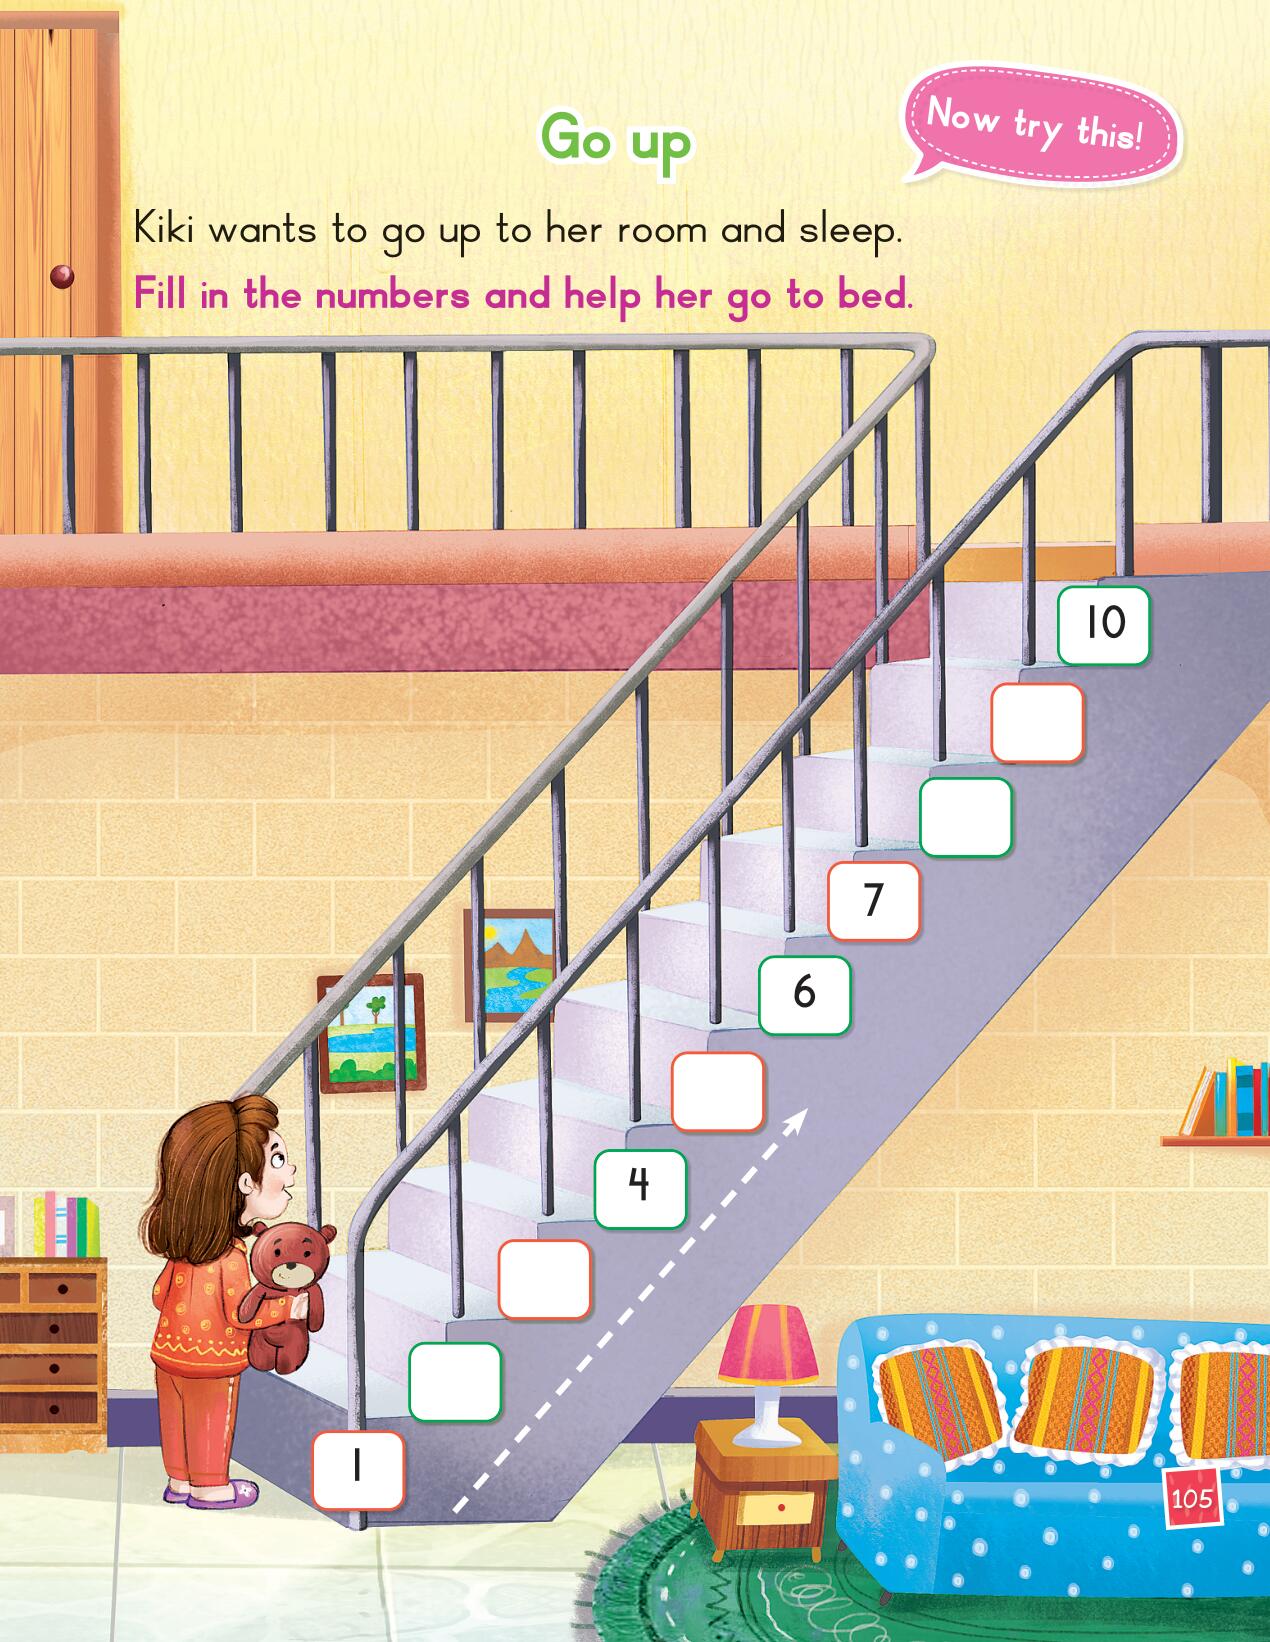 Now try this!
Go up
Kiki wants to go up to her room and sleep.
Fill in the numbers and help her go to bed.
10
7
6
4
1
105